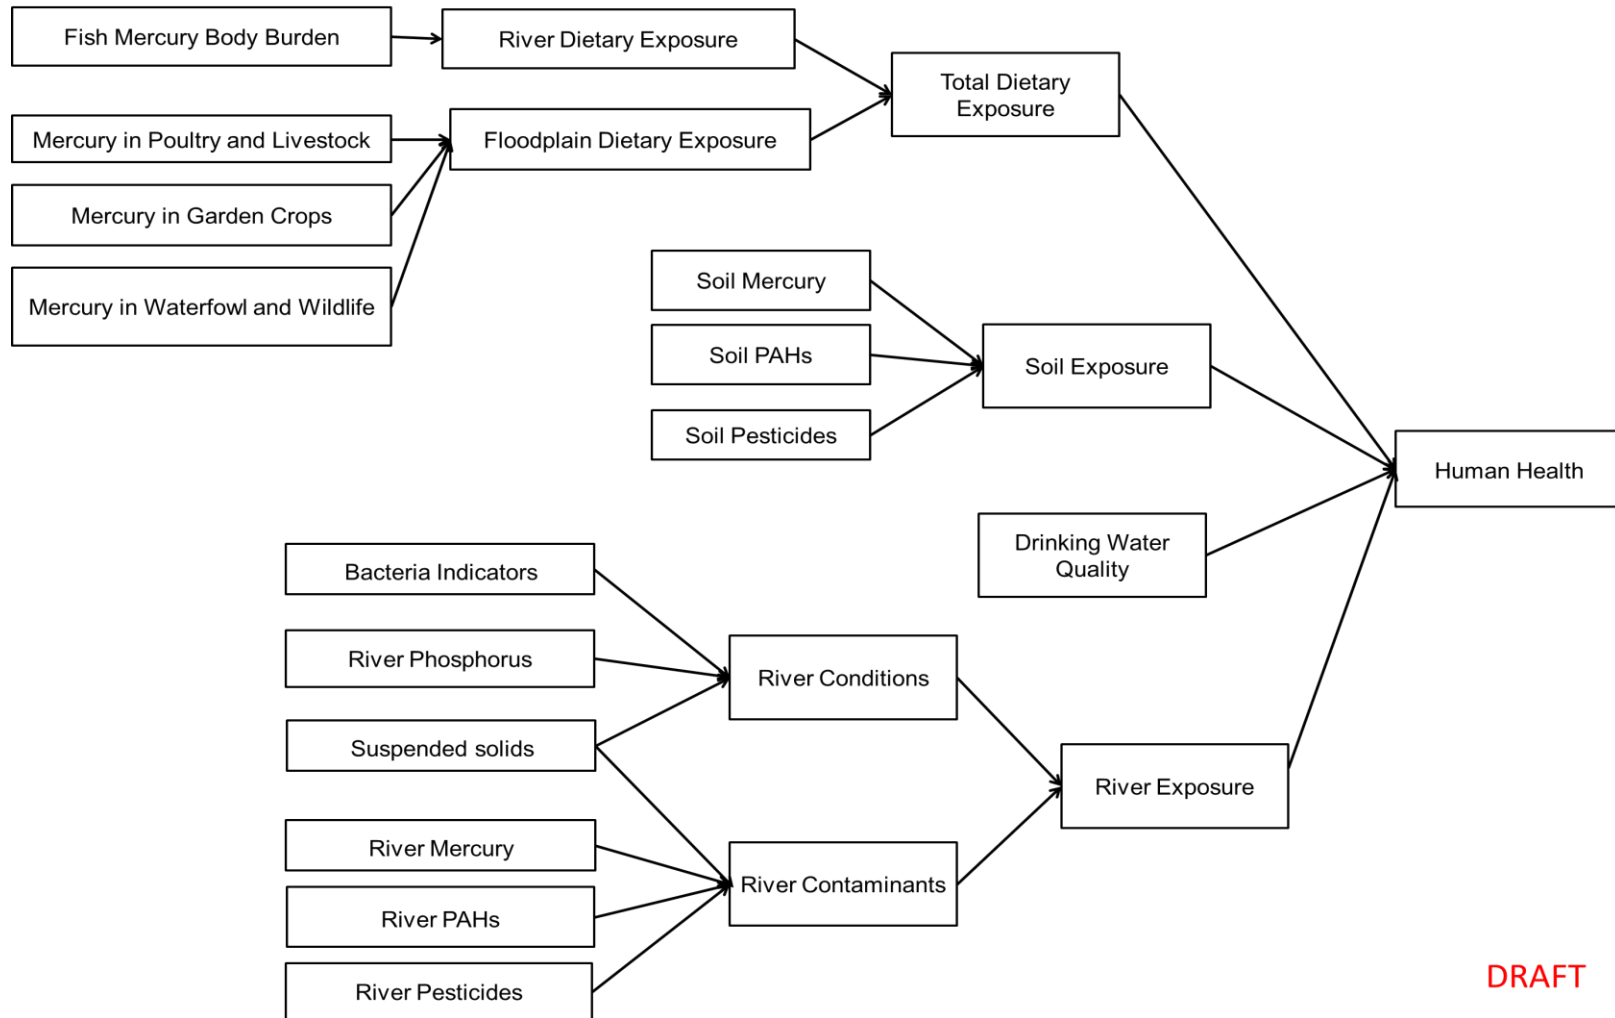 Fish Mercury Body Burden
River Dietary Exposure
Total Dietary
Exposure
Mercury in Poultry and Livestock
Floodplain Dietary Exposure
Mercury in Garden Crops
Mercury in Waterfowl and Wildlife
Soil Mercury
Soil PAHs
Soil Exposure
Soil Pesticides
Human Health
Drinking Water
Quality
Bacteria Indicators
River Phosphorus
River Conditions
Suspended solids
River Exposure
River Mercury
River Contaminants
River PAHs
River Pesticides
DRAFT